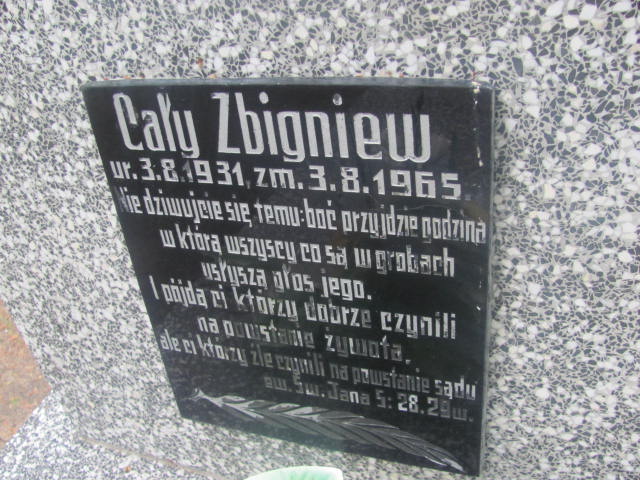 Cały Zbigniew
ur. 3.8.1931, zm. 3.8.1965.
Nie dziwujcie się temu: boć przyjdzie godzina
w którą wszyscy co są w grobach
usłyszą głos jego.
I pójdą ci którzy dobrze czynili
na powstanie żywota,
ale ci którzy źle czynili na powstanie sądu
ew. Św. Jana 5: 28. 29w.